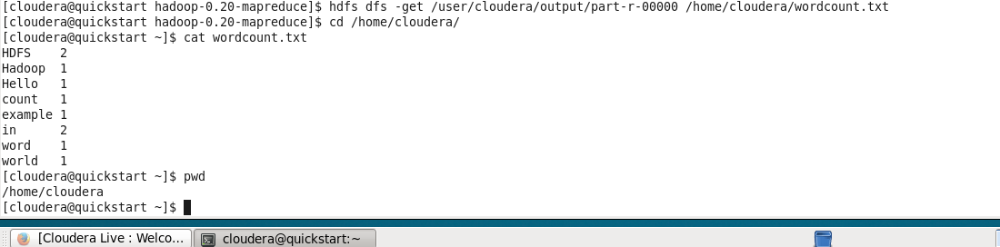 [cloudera@quickstart hadoop-0.20-mapreduce]$ hdfs dfs -get /user/cloudera/output/part-r-00000 /home/cloudera/wordcount.txt
[cloudera@quickstart hadoop-0.20-mapreduce]$ cd /home/cloudera/
[cloudera@quickstart ~]$ cat wordcount.txt
HDFS 2
Hadoop 1
Hello 1
count 1
example 1
in 2
word 1
world 1
[cloudera@quickstart ~]$ pwd
/home/cloudera
[cloudera@quickstart ~]$
[Cloudera Live : Welco... cloudera@quickstart:~